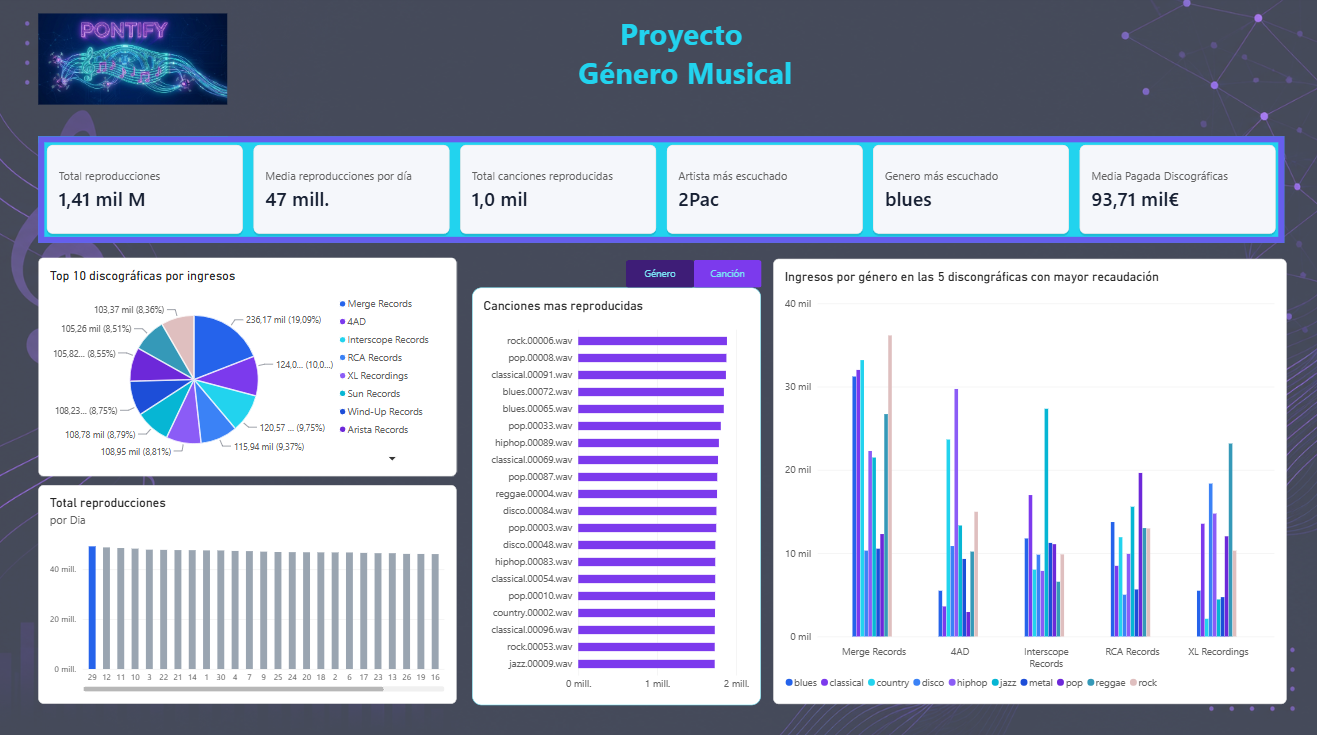 PONTIFY
Proyecto
Género Musical
Total reproducciones
1,41 mil M
Media reproducciones por día
47 mill.
Total canciones reproducidas
1,0 mil
Artista más escuchado
2Pac
Genero más escuchado
blues
Media Pagada Discográficas
93,71 mil€
Top 10 discográficas por ingresos
103,37 mil (8,36%)
105,26 mil (8,51%)
105,82... (8,55%)
108,23... (8,75%)
108,78 mil (8,79%)
108,95 mil (8,81%)
236,17 mil (19,09%)
124,0... (10,0...)
120,57 ... (9,75%)
115,94 mil (9,37%)
Merge Records
4AD
Interscope Records
RCA Records
XL Recordings
Sun Records
Wind-Up Records
Arista Records
Total reproducciones
por Día
40 mill.
20 mill.
0 mill.
29 12 11 10 3 22 21 14 1 30 4 7 9 25 24 20 18 2 6 17 23 13 26 19 16
Género
Canción
Canciones mas reproducidas
rock.00006.wav
pop.00008.wav
classical.00091.wav
blues.00072.wav
blues.00065.wav
pop.00033.wav
hiphop.00089.wav
classical.00069.wav
pop.00087.wav
reggae.00004.wav
disco.00084.wav
pop.00003.wav
disco.00048.wav
hiphop.00083.wav
classical.00054.wav
pop.00010.wav
country.00002.wav
classical.00096.wav
rock.00053.wav
jazz.00009.wav
0 mill. 1 mill. 2 mill.
Ingresos por género en las 5 discongráficas con mayor recaudación
40 mil
30 mil
20 mil
10 mil
0 mil
Merge Records
4AD
Interscope
Records
RCA Records
XL Recordings
blues classical country disco hiphop jazz metal pop reggae rock